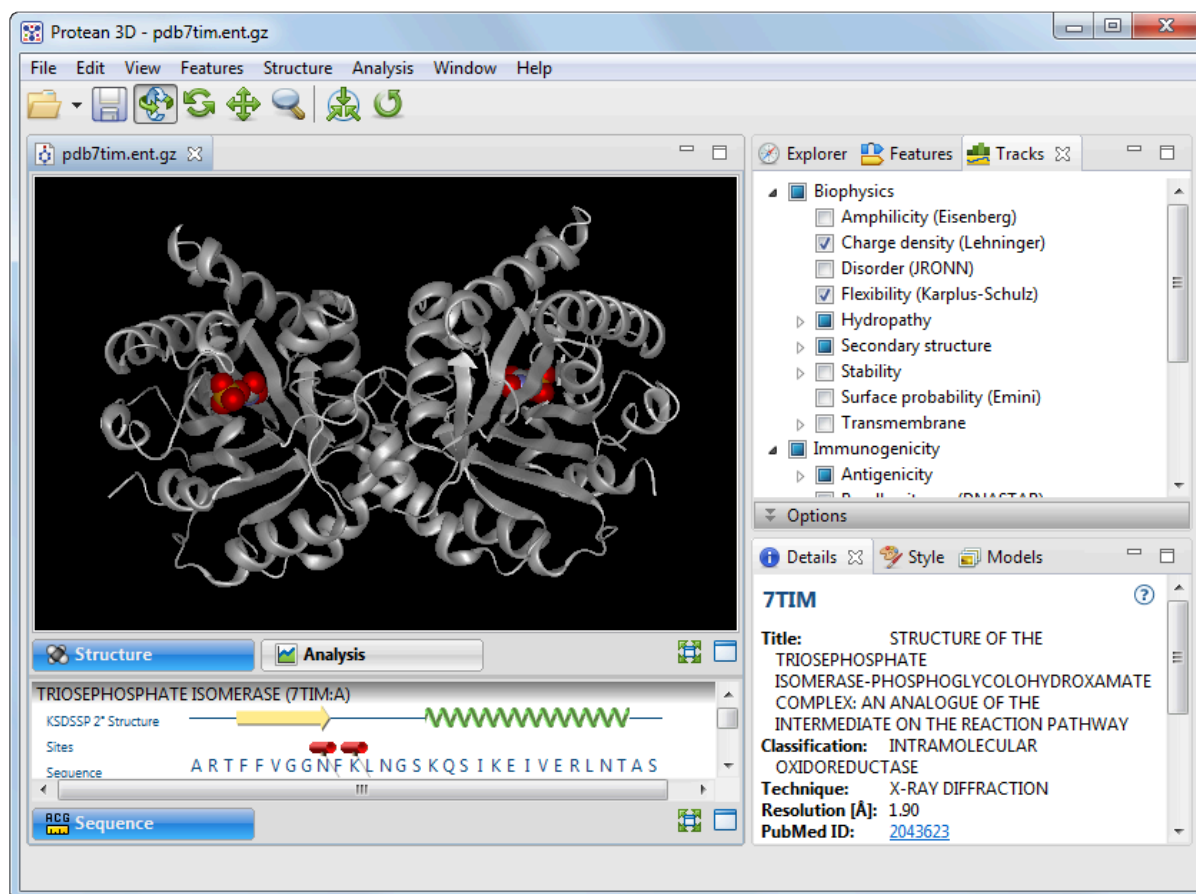 Protean 3D - pdb7tim.ent.gz
File Edit View Features Structure Analysis Window Help
pdb7tim.ent.gz
Explorer Features Tracks
Biophysics
Amphilicity (Eisenberg)
Charge density (Lehninger)
Disorder (JRONN)
Flexibility (Karplus-Schulz)
Hydropathy
Secondary structure
Stability
Surface probability (Emini)
Transmembrane
Immunogenicity
Antigenicity
Options
Details Style Models
7TIM
Title: STRUCTURE OF THE
TRIOSEPHOSPHATE
ISOMERASE-PHOSPHOGLYCOLOHYDROXAMATE
COMPLEX: AN ANALOGUE OF THE
INTERMEDIATE ON THE REACTION PATHWAY
Classification: INTRAMOLECULAR
OXIDOREDUCTASE
Technique: X-RAY DIFFRACTION
Resolution [Å]: 1.90
PubMed ID: 2043623
Structure Analysis
TRIOSEPHOSPHATE ISOMERASE (7TIM:A)
KSDSSP 2° Structure
Sites
Sequence A R T F F V G G N F K L N G S K Q S I K E I V E R L N T A S
ACG Sequence